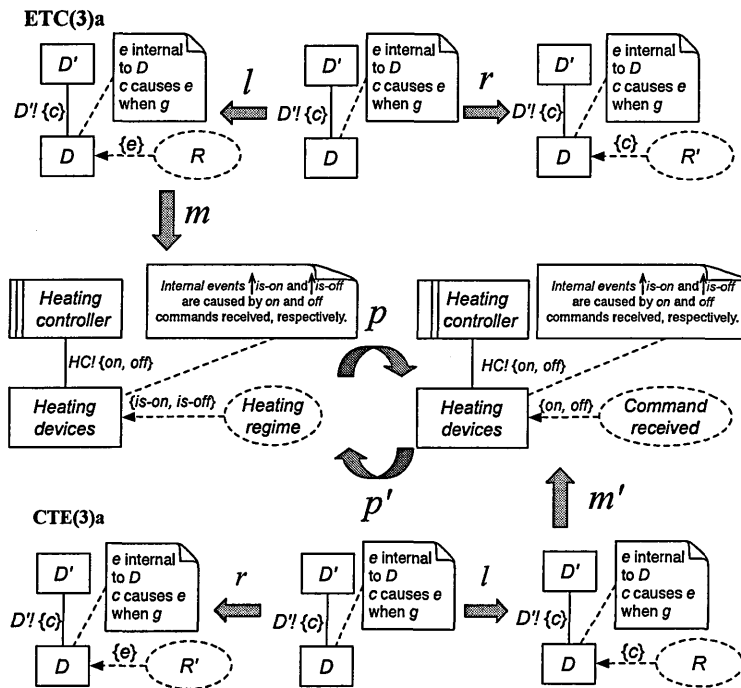 ETC(3)a
D'
e internal
to D
c causes e
when g
D'! {c}
D
{e}
R
l
D'
e internal
to D
c causes e
when g
D'! {c}
D
r
D'
e internal
to D
c causes e
when g
D'! {c}
D
{c}
R'
m
Heating
controller
Internal events ↑is-on and ↑is-off
are caused by on and off
commands received, respectively.
HC! {on, off}
Heating
devices
{is-on, is-off}
Heating
regime
p
Heating
controller
Internal events ↑is-on and ↑is-off
are caused by on and off
commands received, respectively.
HC! {on, off}
Heating
devices
{on, off}
Command
received
p'
m'
CTE(3)a
D'
e internal
to D
c causes e
when g
D'! {c}
D
{e}
R'
r
D'
e internal
to D
c causes e
when g
D'! {c}
D
l
D'
e internal
to D
c causes e
when g
D'! {c}
D
{c}
R